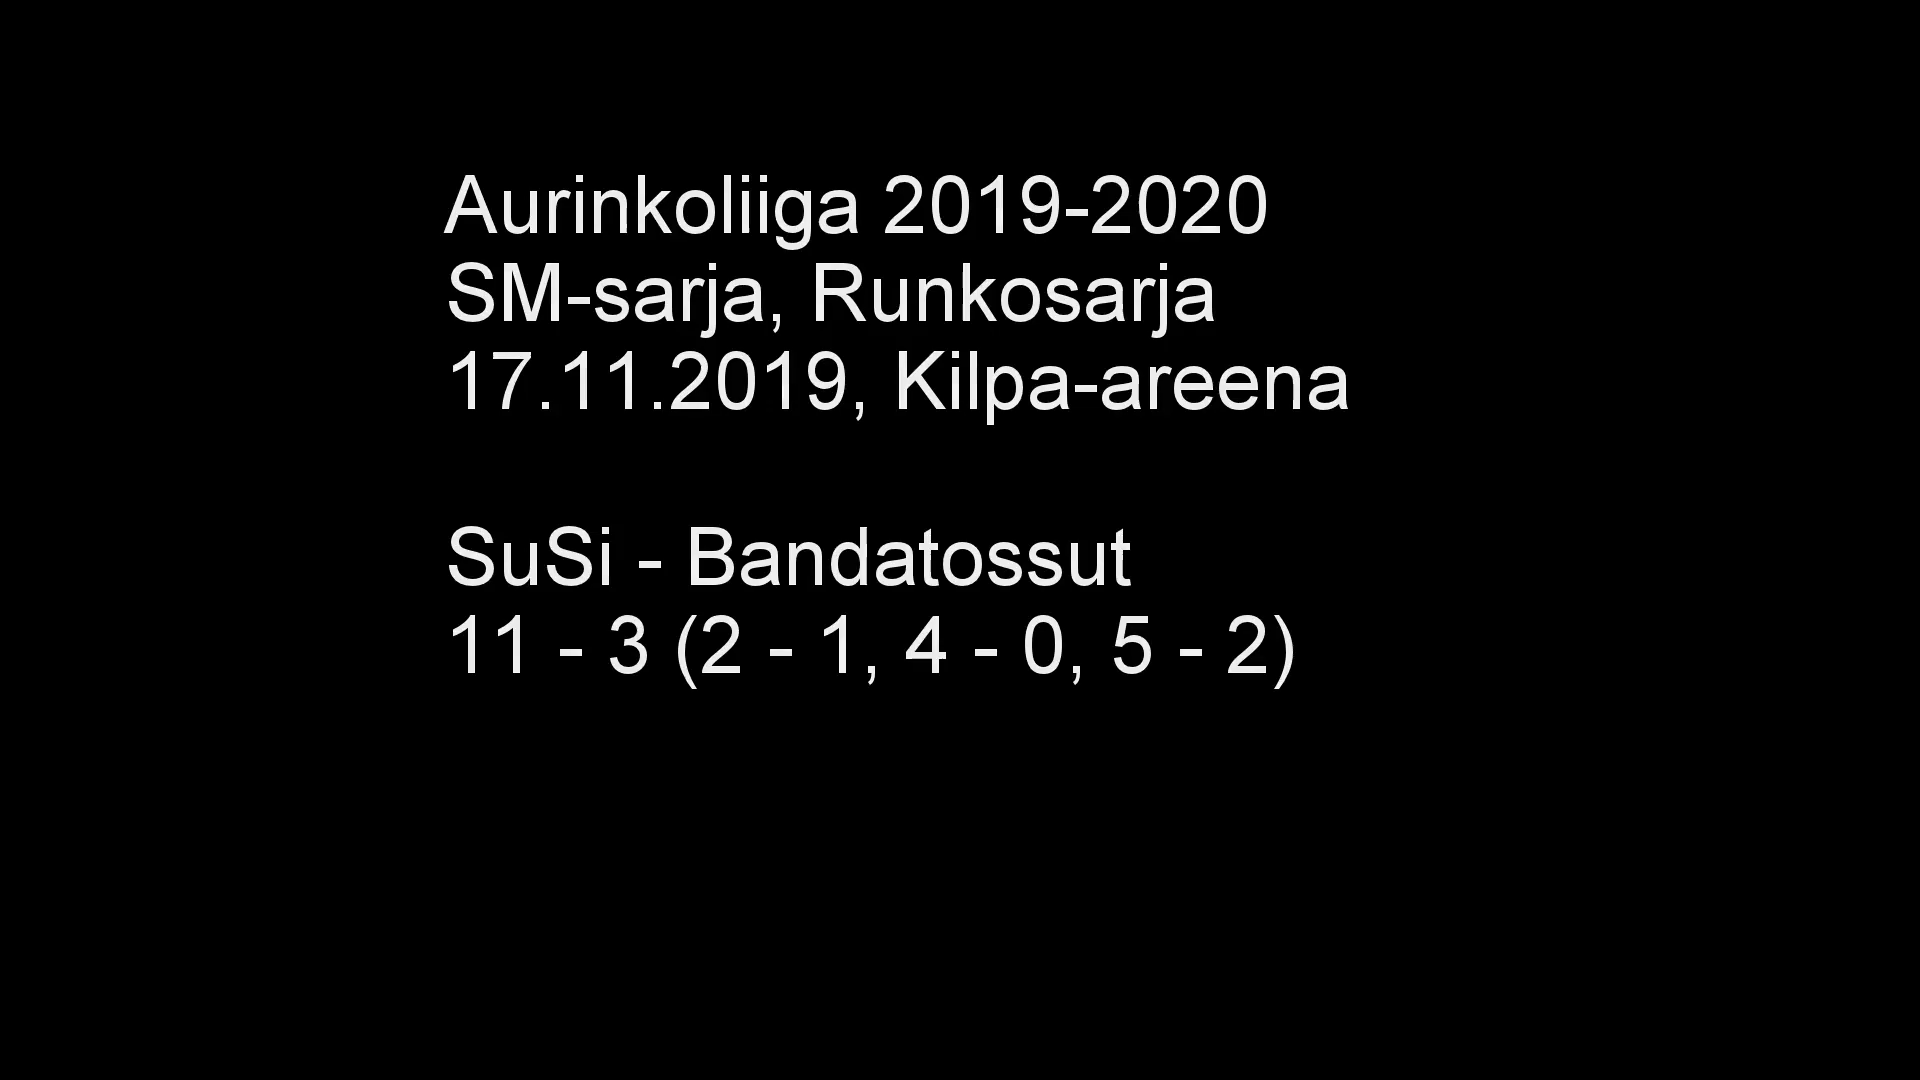 Aurinkoliiga 2019-2020
SM-sarja, Runkosarja
17.11.2019, Kilpa-areena
SuSi - Bandatossut
11 - 3 (2 - 1, 4 - 0, 5 - 2)